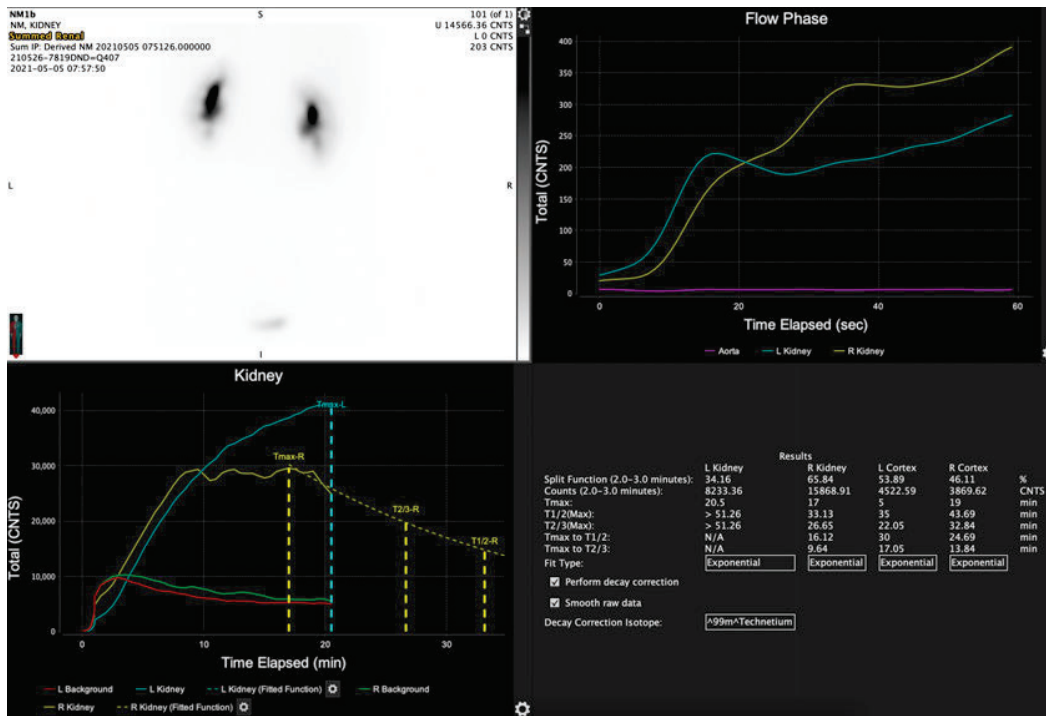 NM1b
NM, KIDNEY
Summed Renal
Sum IP: Derived NM 20210505 075126.000000
210526-7819DND=Q407
2021-05-05 07:57:50
S
101 (of 1)
U 14566.36 CNTS
L 0 CNTS
203 CNTS
L
R
I
Flow Phase
Total (CNTS)
400
350
300
250
200
150
100
50
0
0 20 40 60
Time Elapsed (sec)
Aorta L Kidney R Kidney
Kidney
Total (CNTS)
40,000
30,000
20,000
10,000
0
Tmax-L
Tmax-R
T2/3-R
T1/2-R
0 10 20 30
Time Elapsed (min)
L Background L Kidney L Kidney (Fitted Function) R Background
R Kidney R Kidney (Fitted Function)
Results
L Kidney R Kidney L Cortex R Cortex
Split Function (2.0-3.0 minutes): 34.16 65.84 53.89 46.11 %
Counts (2.0-3.0 minutes): 8233.36 15868.91 4522.59 3869.62 CNTS
Tmax: 20.5 17 5 19 min
T1/2(Max): > 51.26 33.13 35 43.69 min
T2/3(Max): > 51.26 26.65 22.05 32.84 min
Tmax to T1/2: N/A 16.12 30 24.69 min
Tmax to T2/3: N/A 9.64 17.05 13.84 min
Fit Type: Exponential Exponential Exponential Exponential
Perform decay correction
Smooth raw data
Decay Correction Isotope: ^99m^Technetium